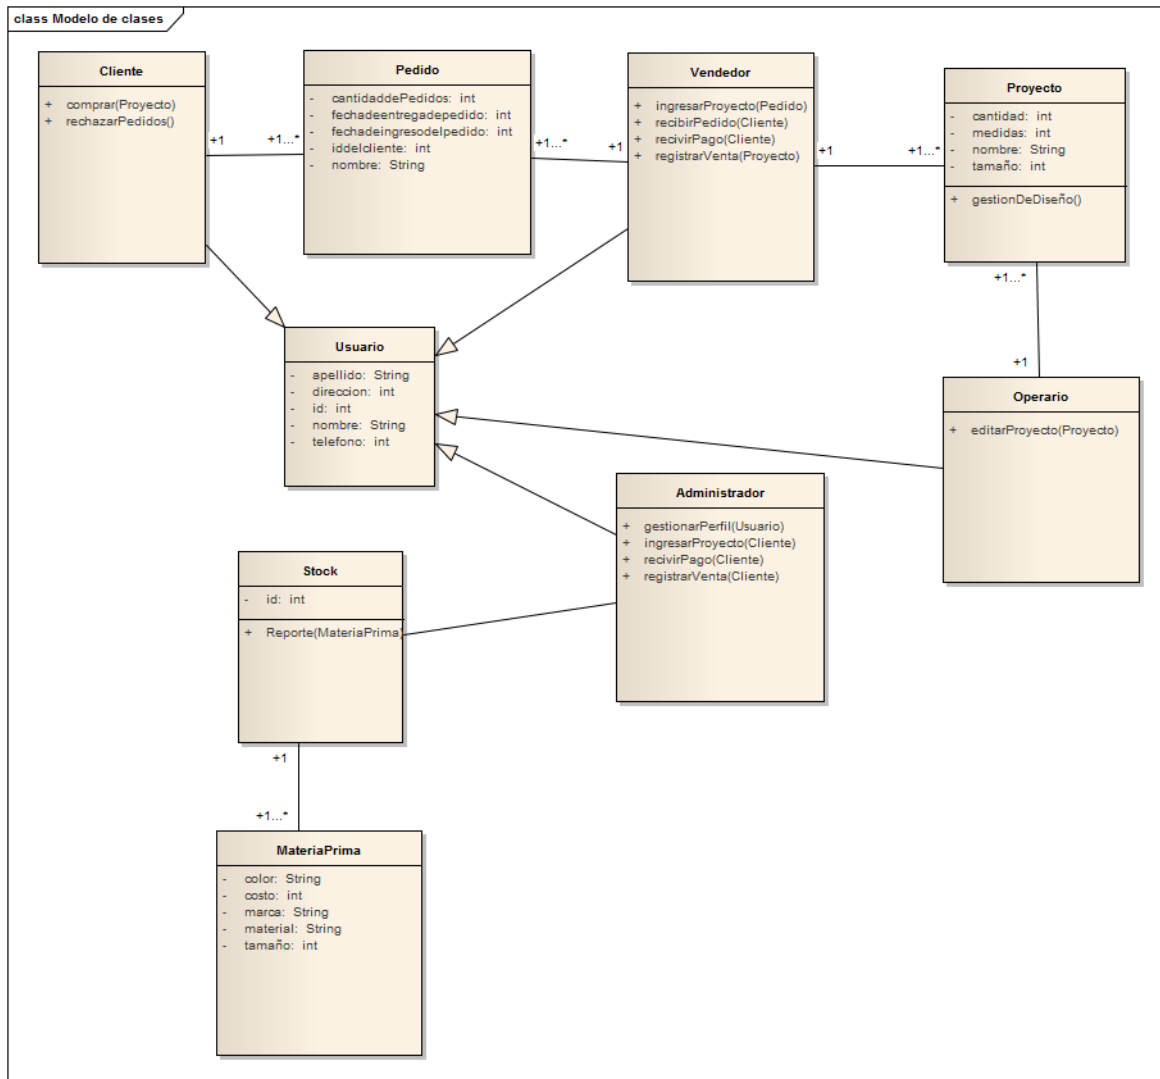 class Modelo de clases
Cliente
+ comprar(Proyecto)
+ rechazarPedidos()
+1
+1...*
Pedido
- cantidaddePedidos: int
- fechadeentregadepedido: int
- fechadeingresodelpedido: int
- iddelcliente: int
- nombre: String
+1...*
+1
Vendedor
+ ingresarProyecto(Pedido)
+ recibirPedido(Cliente)
+ recivirPago(Cliente)
+ registrarVenta(Proyecto)
+1
+1...*
Proyecto
- cantidad: int
- medidas: int
- nombre: String
- tamaño: int
+ gestionDeDiseño()
+1...*
+1
Usuario
- apellido: String
- direccion: int
- id: int
- nombre: String
- telefono: int
Operario
+ editarProyecto(Proyecto)
Administrador
+ gestionarPerfil(Usuario)
+ ingresarProyecto(Cliente)
+ recivirPago(Cliente)
+ registrarVenta(Cliente)
Stock
- id: int
+ Reporte(MateriaPrima)
+1
+1...*
MateriaPrima
- color: String
- costo: int
- marca: String
- material: String
- tamaño: int